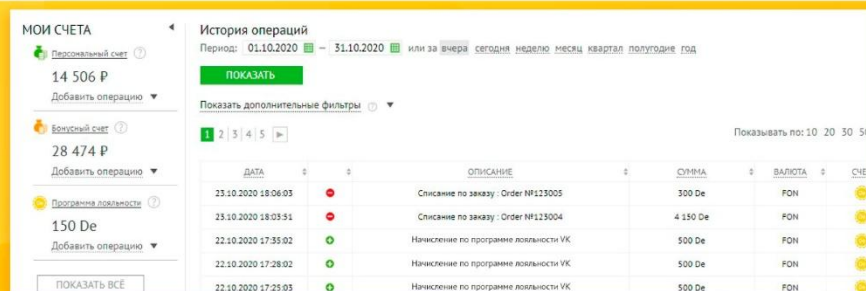 МОИ СЧЕТА
Персональный счет ?
14 506 ₽
Добавить операцию
Бонусный счет ?
28 474 ₽
Добавить операцию
Программа лояльности ?
150 De
Добавить операцию
ПОКАЗАТЬ ВСЁ
История операций
Период: 01.10.2020 – 31.10.2020 или за вчера сегодня неделю месяц квартал полугодие год
ПОКАЗАТЬ
Показать дополнительные фильтры ?
1 2 3 4 5
Показывать по: 10 20 30
ДАТА ОПИСАНИЕ СУММА ВАЛЮТА СЧЕ
23.10.2020 18:06:03 Списание по заказу : Order №123005 300 De FON
23.10.2020 18:03:51 Списание по заказу : Order №123004 4 150 De FON
22.10.2020 17:35:02 Начисление по программе лояльности VK 500 De FON
22.10.2020 17:28:02 Начисление по программе лояльности VK 500 De FON
22.10.2020 17:25:03 Начисление по программе лояльности VK 500 De FON